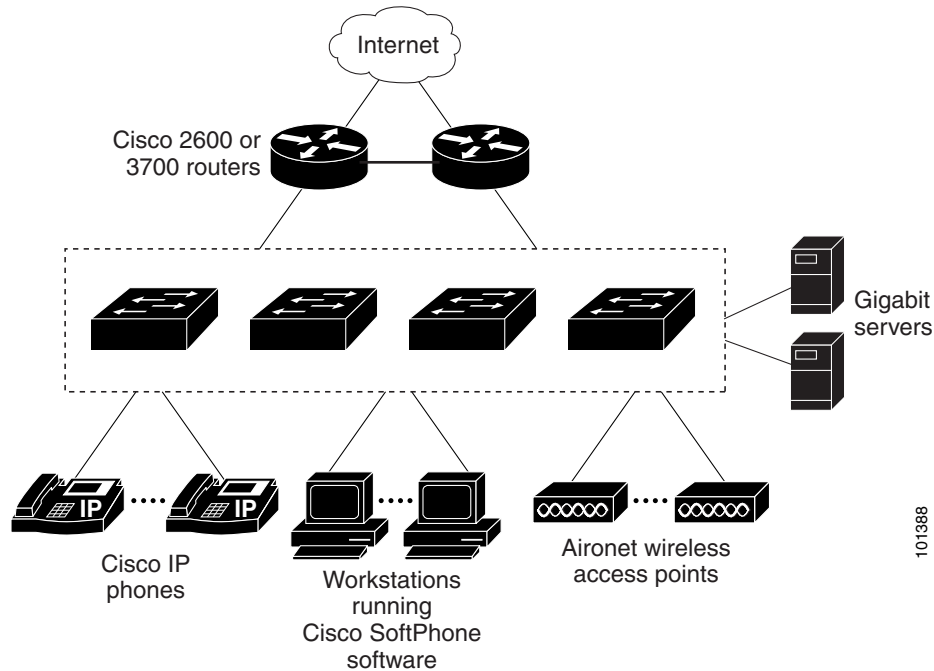 Internet
Cisco 2600 or
3700 routers
Gigabit
servers
IP
IP
Cisco IP
phones
Workstations
running
Cisco SoftPhone
software
Aironet wireless
access points
101388